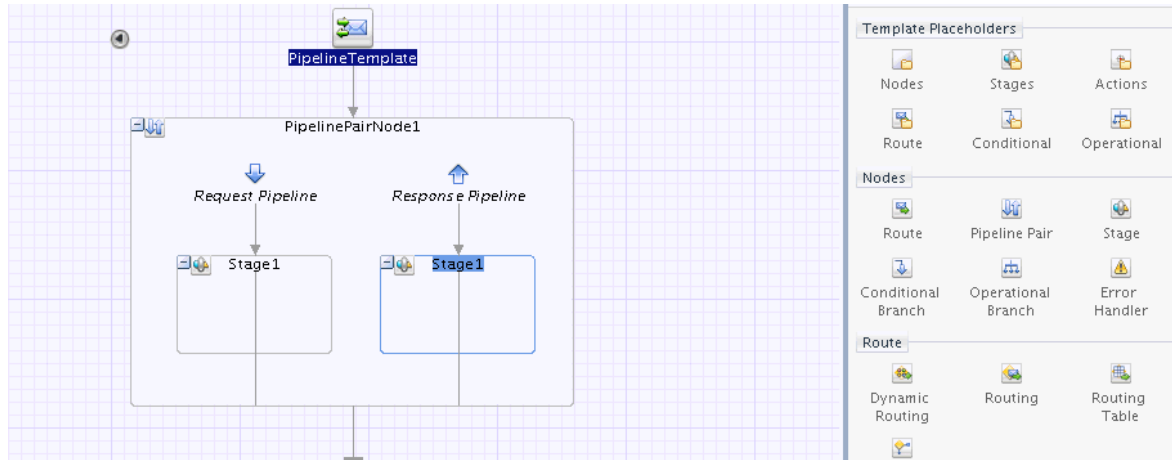 PipelineTemplate
PipelinePairNode1
Request Pipeline
Response Pipeline
Stage1
Stage1
Template Placeholders
Nodes
Stages
Actions
Route
Conditional
Operational
Nodes
Route
Pipeline Pair
Stage
Conditional
Branch
Operational
Branch
Error
Handler
Route
Dynamic
Routing
Routing
Routing
Table